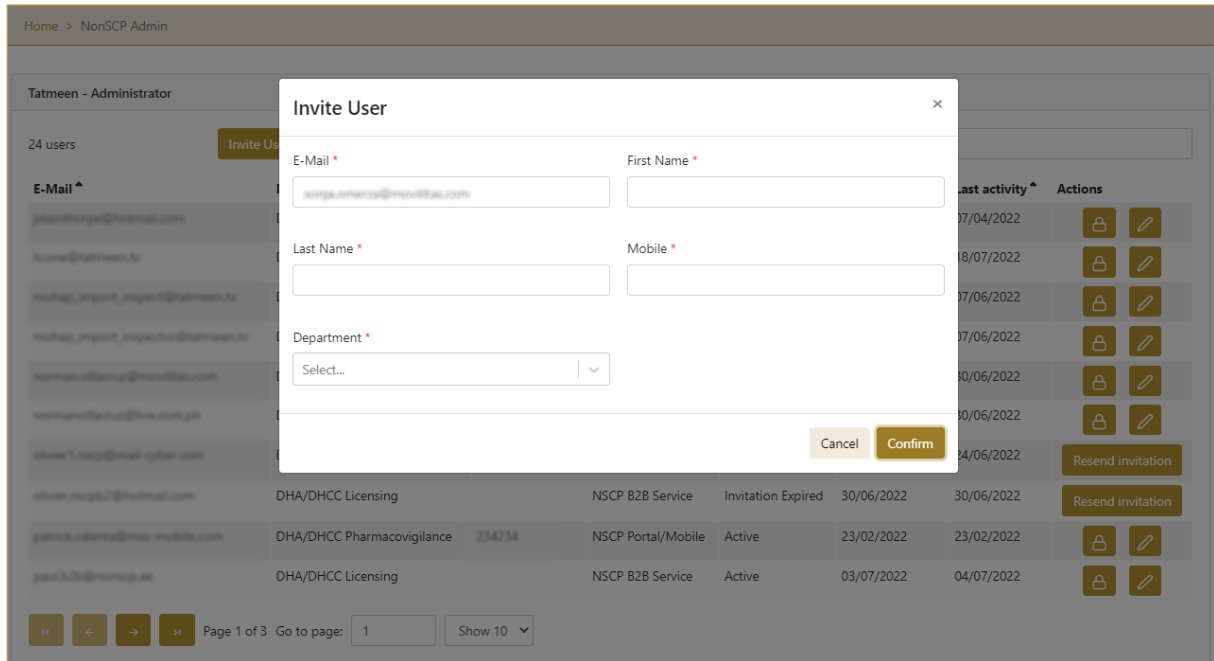 Home > NonSCP Admin
Tatmeen - Administrator
24 users
Invite Us
E-Mail
Last activity
Actions
Invite User
×
E-Mail *
First Name *
Last Name *
Mobile *
Department *
Select...
Cancel
Confirm
07/04/2022
18/07/2022
07/06/2022
07/06/2022
30/06/2022
30/06/2022
24/06/2022
Resend invitation
DHA/DHCC Licensing NSCP B2B Service Invitation Expired 30/06/2022 30/06/2022 Resend invitation
DHA/DHCC Pharmacovigilance 234234 NSCP Portal/Mobile Active 23/02/2022 23/02/2022
DHA/DHCC Licensing NSCP B2B Service Active 03/07/2022 04/07/2022
Page 1 of 3 Go to page: 1 Show 10